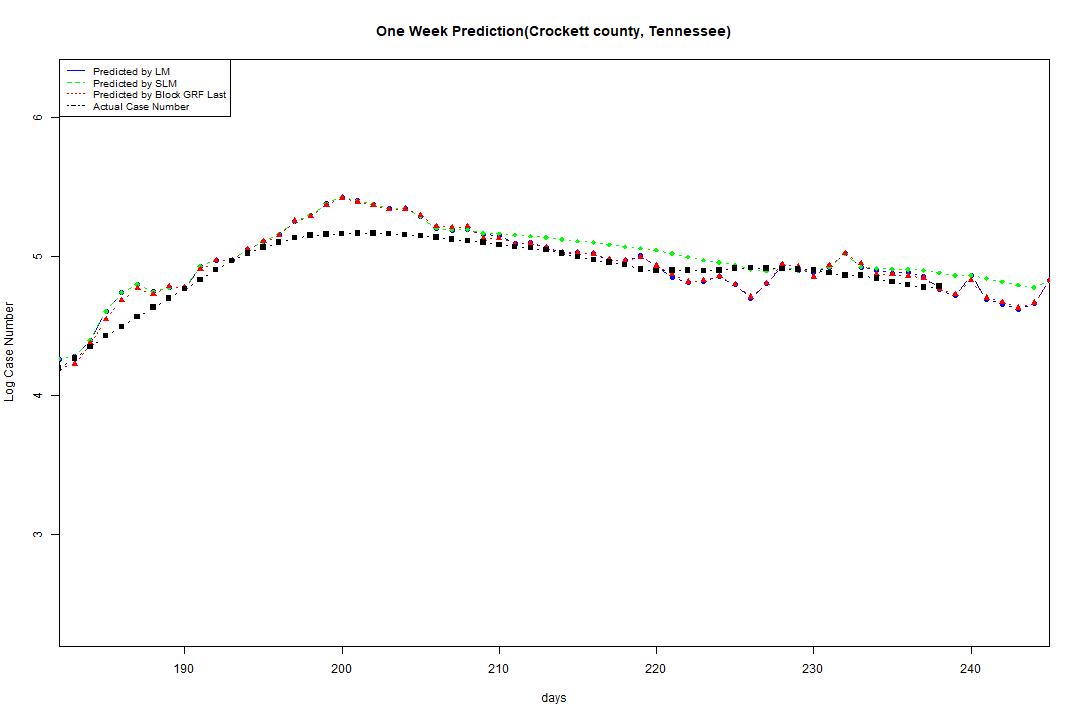 One Week Prediction(Crockett county, Tennessee)
Predicted by LM
Predicted by SLM
Predicted by Block GRF Last
Actual Case Number
6
5
4
3
Log Case Number
190 200 210 220 230 240
days